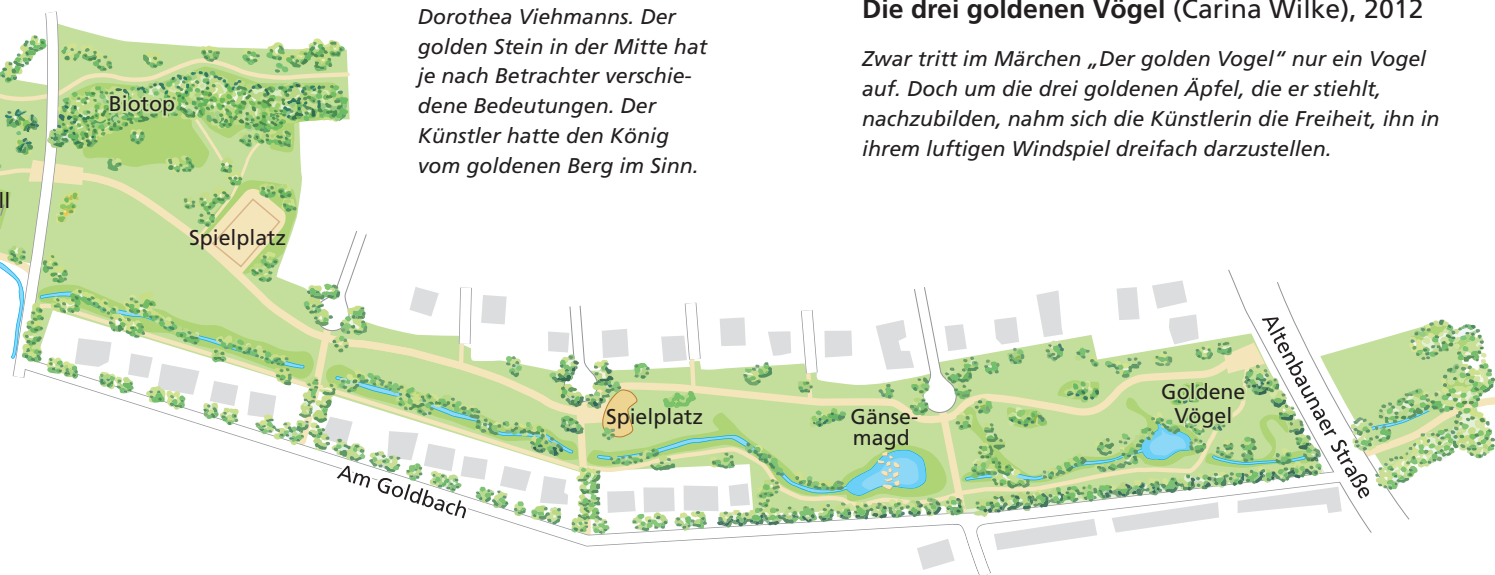 Dorothea Viehmanns. Der
golden Stein in der Mitte hat
je nach Betrachter verschie-
dene Bedeutungen. Der
Künstler hatte den König
vom goldenen Berg im Sinn.
Die drei goldenen Vögel (Carina Wilke), 2012
Zwar tritt im Märchen „Der golden Vogel“ nur ein Vogel
auf. Doch um die drei goldenen Äpfel, die er stiehlt,
nachzubilden, nahm sich die Künstlerin die Freiheit, ihn in
ihrem luftigen Windspiel dreifach darzustellen.
Biotop
Spielplatz
Spielplatz
Gänse-
magd
Goldene
Vögel
Am Goldbach
Altenbaunaer Straße